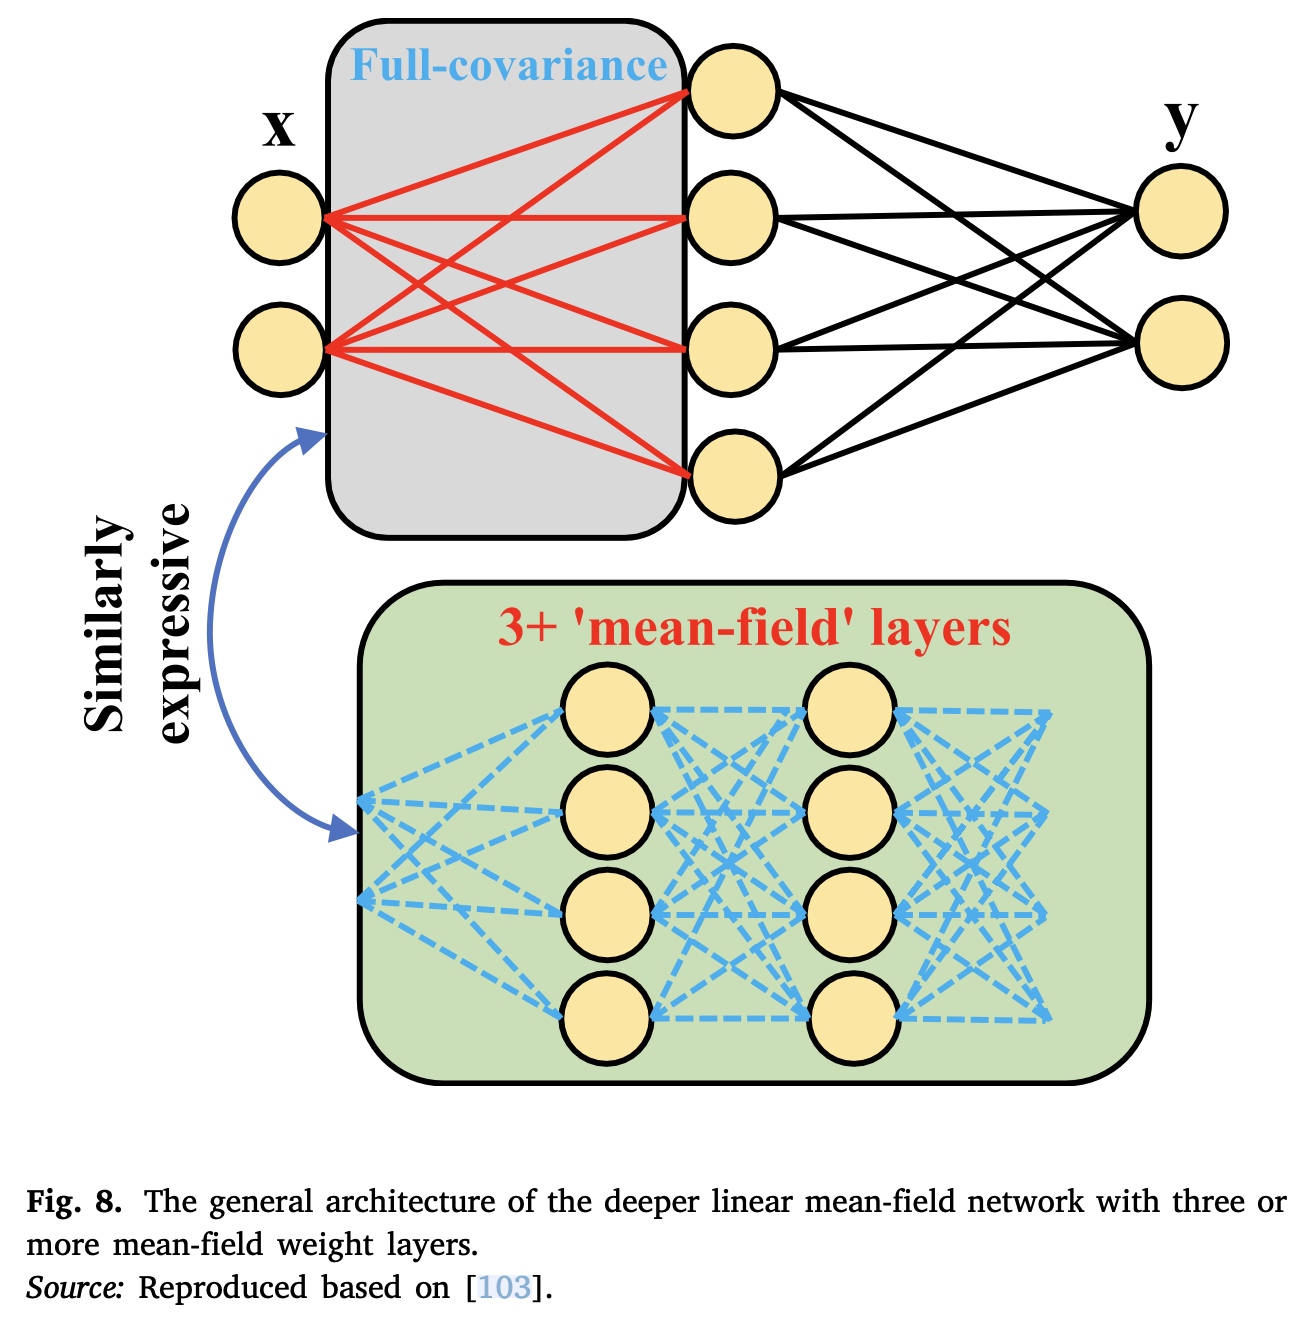 Full-covariance
x
y
Similarly
expressive
3+ 'mean-field' layers
Fig. 8. The general architecture of the deeper linear mean-field network with three or
more mean-field weight layers.
Source: Reproduced based on [103].